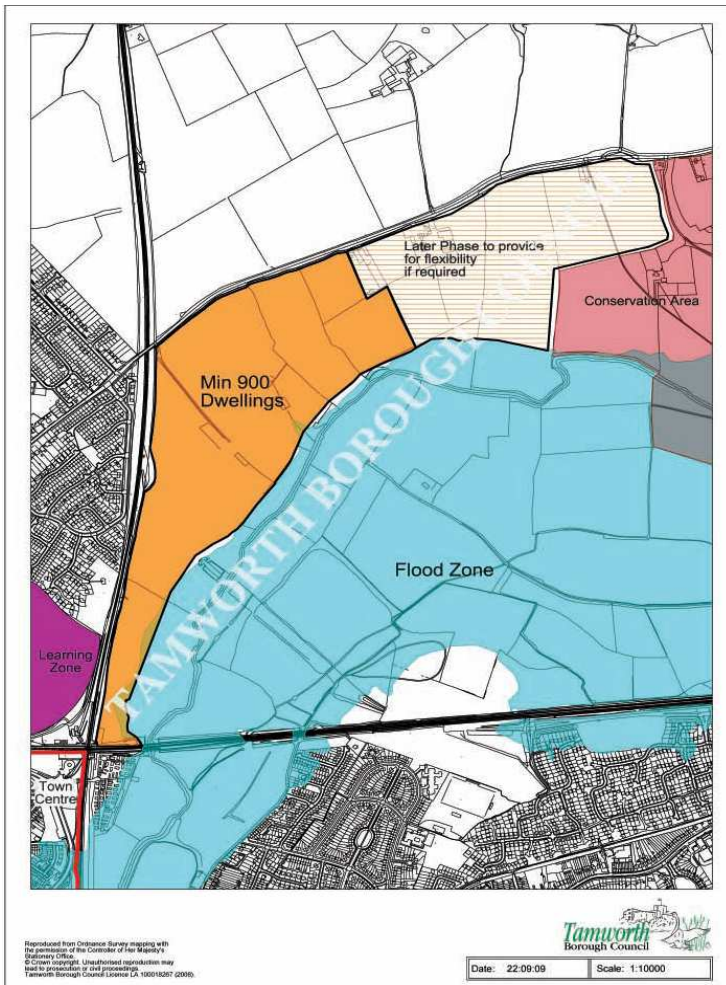 Later Phase to provide
for flexibility
if required
Conservation Area
Min 900
Dwellings
TAMWORTH BOROUGH COUNCIL
Flood Zone
Learning
Zone
Town
Centre
Reproduced from Ordnance Survey mapping with
the permission of the Controller of Her Majesty's
Stationery Office.
© Crown copyright. Unauthorised reproduction may
lead to prosecution or civil proceedings.
Tamworth Borough Council Licence LA 100018267 (2008).
Tamworth
Borough Council
Date: 22:09:09
Scale: 1:10000